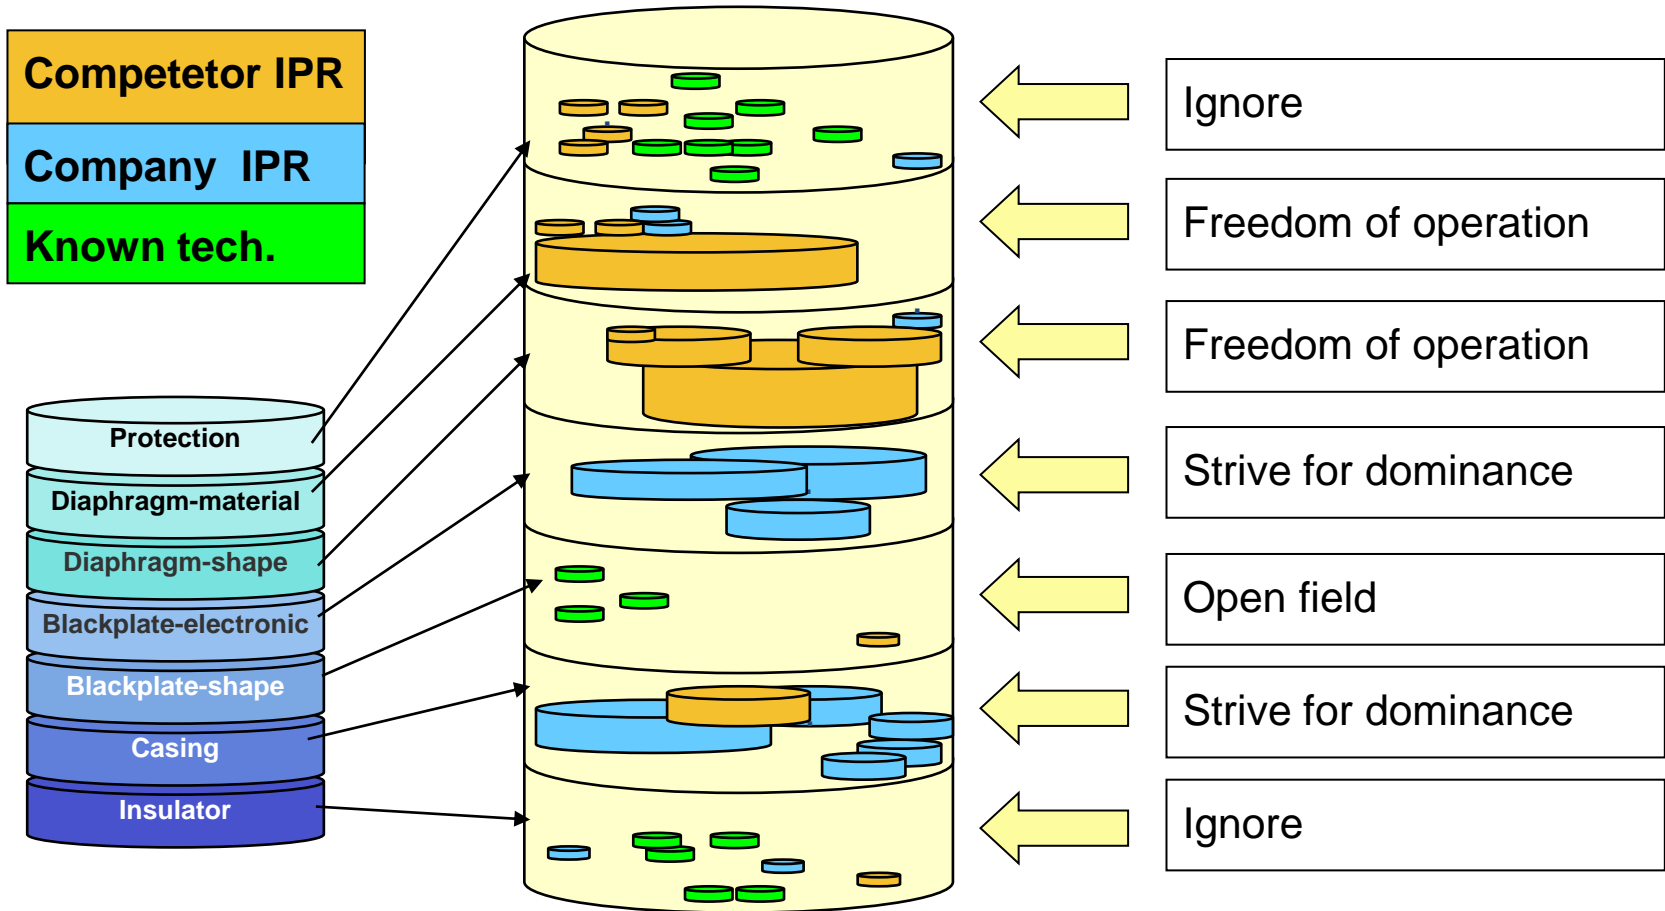 Competetor IPR
Company IPR
Known tech.
Protection
Diaphragm-material
Diaphragm-shape
Blackplate-electronic
Blackplate-shape
Casing
Insulator
Ignore
Freedom of operation
Freedom of operation
Strive for dominance
Open field
Strive for dominance
Ignore